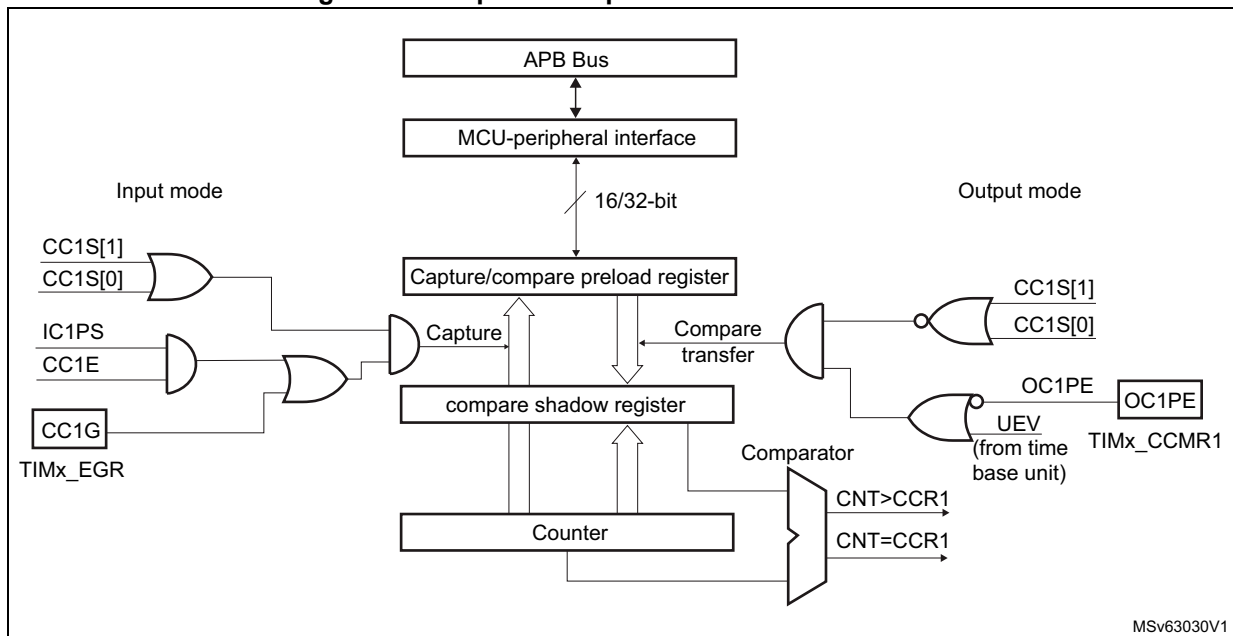 APB Bus
MCU-peripheral interface
16/32-bit
Input mode
Output mode
CC1S[1]
CC1S[0]
IC1PS
CC1E
CC1G
TIMx_EGR
Capture/compare preload register
Capture
Compare
transfer
compare shadow register
Counter
Comparator
CNT>CCR1
CNT=CCR1
CC1S[1]
CC1S[0]
OC1PE
OC1PE
UEV
(from time
base unit)
TIMx_CCMR1
MSv63030V1